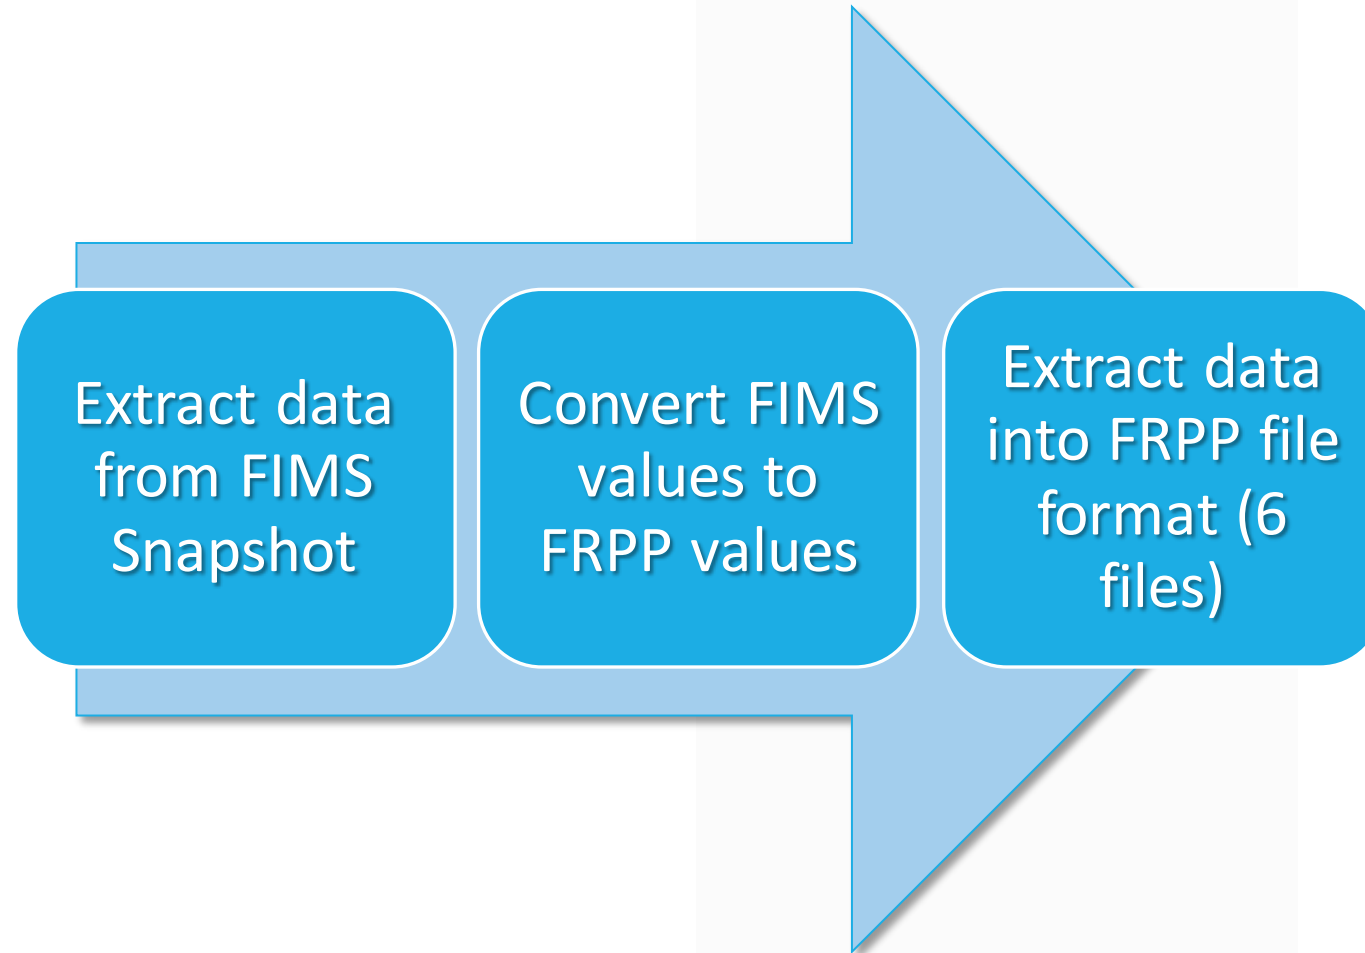 Extract data
from FIMS
Snapshot
Convert FIMS
values to
FRPP values
Extract data
into FRPP file
format (6
files)